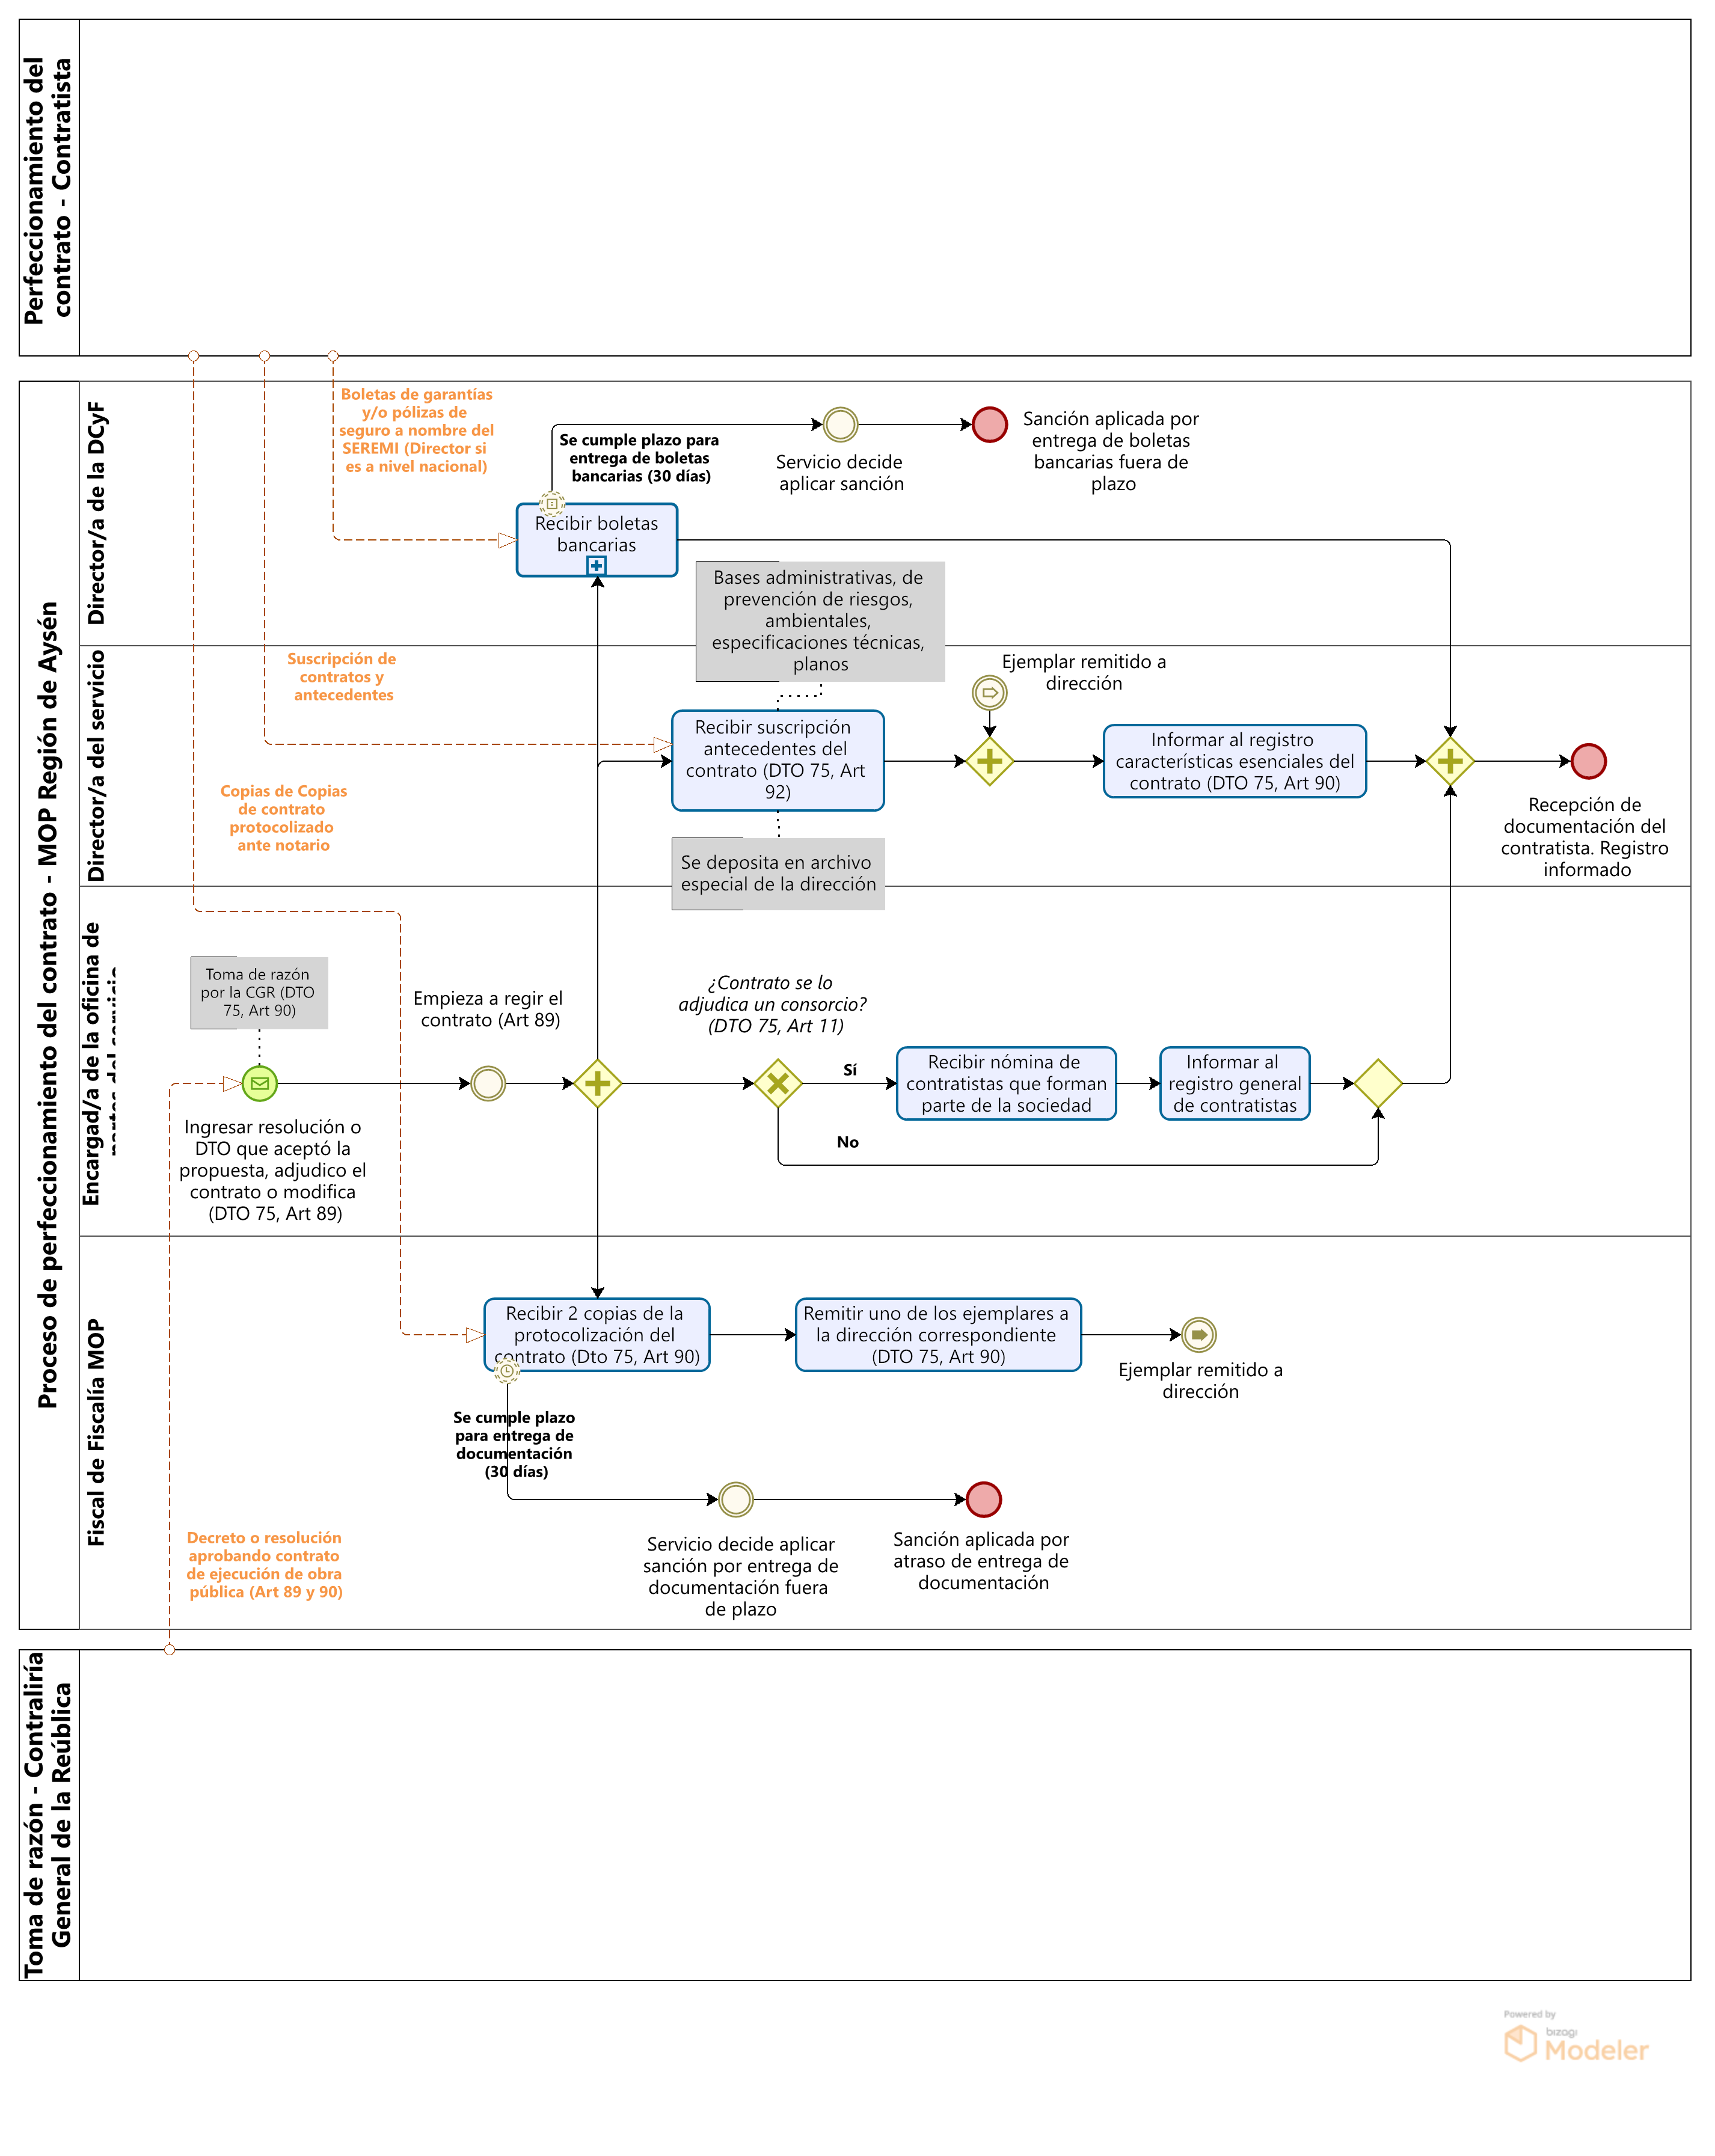 Perfeccionamiento del
contrato - Contratista
Proceso de perfeccionamiento del contrato - MOP Región de Aysén
Director/a de la DCyF
Boletas de garantías
y/o pólizas de
seguro a nombre del
SEREMI (Director si
es a nivel nacional)
Se cumple plazo para
entrega de boletas
bancarias (30 días)
Servicio decide
aplicar sanción
Sanción aplicada por
entrega de boletas
bancarias fuera de
plazo
Recibir boletas
bancarias
Bases administrativas, de
prevención de riesgos,
ambientales,
especificaciones técnicas,
planos
Director/a del servicio
Suscripción de
contratos y
antecedentes
Ejemplar remitido a
dirección
Recibir suscripción
antecedentes del
contrato (DTO 75, Art
92)
Informar al registro
características esenciales del
contrato (DTO 75, Art 90)
Copias de Copias
de contrato
protocolizado
ante notario
Recepción de
documentación del
contratista. Registro
informado
Se deposita en archivo
especial de la dirección
Encargad/a de la oficina de
partes del servicio
Toma de razón
por la CGR (DTO
75, Art 90)
Empieza a regir el
contrato (Art 89)
¿Contrato se lo
adjudica un consorcio?
(DTO 75, Art 11)
Sí
Recibir nómina de
contratistas que forman
parte de la sociedad
Informar al
registro general
de contratistas
No
Ingresar resolución o
DTO que aceptó la
propuesta, adjudico el
contrato o modifica
(DTO 75, Art 89)
Fiscal de Fiscalía MOP
Recibir 2 copias de la
protocolización del
contrato (Dto 75, Art 90)
Remitir uno de los ejemplares a
la dirección correspondiente
(DTO 75, Art 90)
Ejemplar remitido a
dirección
Se cumple plazo
para entrega de
documentación
(30 días)
Servicio decide aplicar
sanción por entrega de
documentación fuera
de plazo
Sanción aplicada por
atraso de entrega de
documentación
Decreto o resolución
aprobando contrato
de ejecución de obra
pública (Art 89 y 90)
Toma de razón - Contraliría
General de la Reública
Powered by
bizagi
Modeler